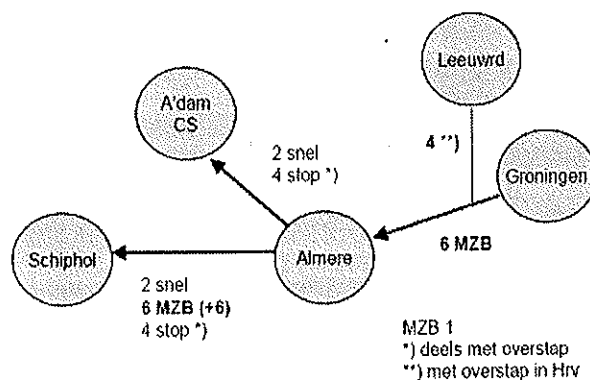 Leeuwrd
A'dam
CS
2 snel
4 stop *)
4 **)
Groningen
6 MZB
Schiphol
Almere
2 snel
6 MZB (+6)
4 stop *)
MZB 1
*) deels met overstap
**) met overstap in Hrv